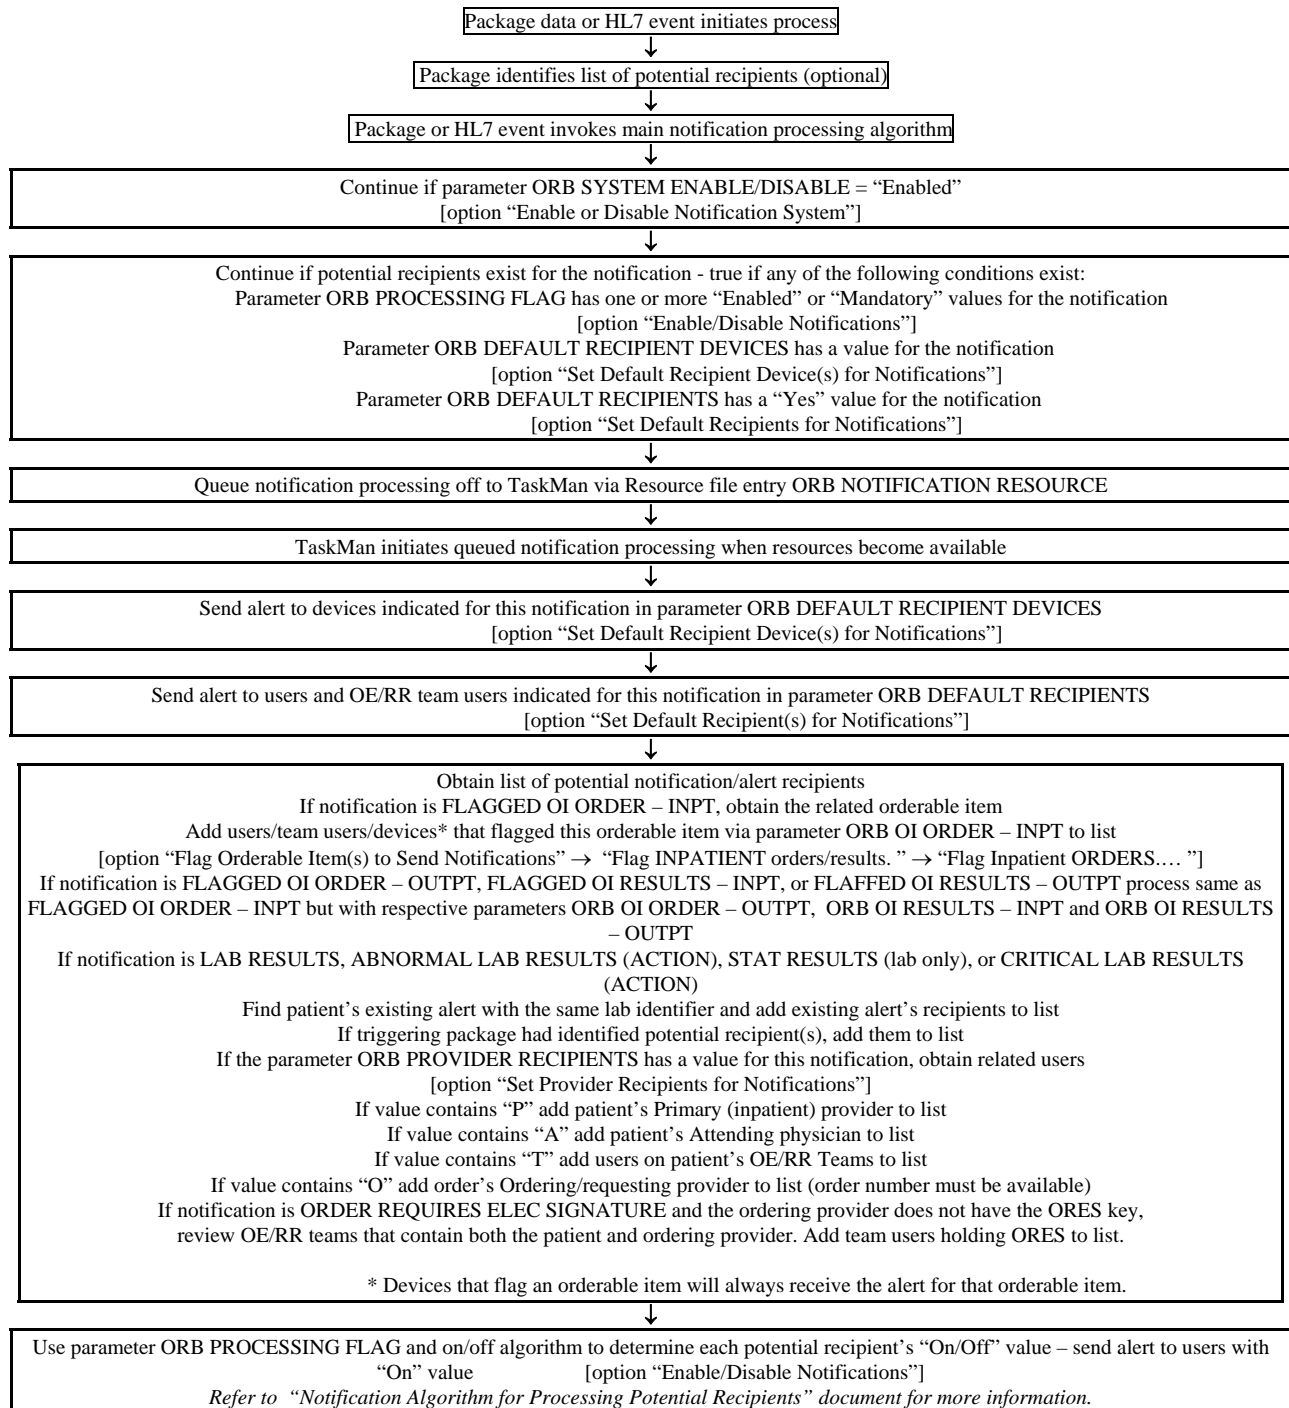 Package data or HL7 event initiates process
↓
Package identifies list of potential recipients (optional)
↓
Package or HL7 event invokes main notification processing algorithm
↓
Continue if parameter ORB SYSTEM ENABLE/DISABLE = “Enabled”
[option “Enable or Disable Notification System”]
↓
Continue if potential recipients exist for the notification - true if any of the following conditions exist:
Parameter ORB PROCESSING FLAG has one or more “Enabled” or “Mandatory” values for the notification
[option “Enable/Disable Notifications”]
Parameter ORB DEFAULT RECIPIENT DEVICES has a value for the notification
[option “Set Default Recipient Device(s) for Notifications”]
Parameter ORB DEFAULT RECIPIENTS has a “Yes” value for the notification
[option “Set Default Recipients for Notifications”]
↓
Queue notification processing off to TaskMan via Resource file entry ORB NOTIFICATION RESOURCE
↓
TaskMan initiates queued notification processing when resources become available
↓
Send alert to devices indicated for this notification in parameter ORB DEFAULT RECIPIENT DEVICES
[option “Set Default Recipient Device(s) for Notifications”]
↓
Send alert to users and OE/RR team users indicated for this notification in parameter ORB DEFAULT RECIPIENTS
[option “Set Default Recipient(s) for Notifications”]
↓
Obtain list of potential notification/alert recipients
If notification is FLAGGED OI ORDER – INPT, obtain the related orderable item
Add users/team users/devices* that flagged this orderable item via parameter ORB OI ORDER – INPT to list
[option “Flag Orderable Item(s) to Send Notifications” → “Flag INPATIENT orders/results. ” → “Flag Inpatient ORDERS.… ”]
If notification is FLAGGED OI ORDER – OUTPT, FLAGGED OI RESULTS – INPT, or FLAFFED OI RESULTS – OUTPT process same as
FLAGGED OI ORDER – INPT but with respective parameters ORB OI ORDER – OUTPT, ORB OI RESULTS – INPT and ORB OI RESULTS
– OUTPT
If notification is LAB RESULTS, ABNORMAL LAB RESULTS (ACTION), STAT RESULTS (lab only), or CRITICAL LAB RESULTS
(ACTION)
Find patient’s existing alert with the same lab identifier and add existing alert’s recipients to list
If triggering package had identified potential recipient(s), add them to list
If the parameter ORB PROVIDER RECIPIENTS has a value for this notification, obtain related users
[option “Set Provider Recipients for Notifications”]
If value contains “P” add patient’s Primary (inpatient) provider to list
If value contains “A” add patient’s Attending physician to list
If value contains “T” add users on patient’s OE/RR Teams to list
If value contains “O” add order’s Ordering/requesting provider to list (order number must be available)
If notification is ORDER REQUIRES ELEC SIGNATURE and the ordering provider does not have the ORES key,
review OE/RR teams that contain both the patient and ordering provider. Add team users holding ORES to list.
* Devices that flag an orderable item will always receive the alert for that orderable item.
↓
Use parameter ORB PROCESSING FLAG and on/off algorithm to determine each potential recipient’s “On/Off” value – send alert to users with
“On” value [option “Enable/Disable Notifications”]
Refer to “Notification Algorithm for Processing Potential Recipients” document for more information.